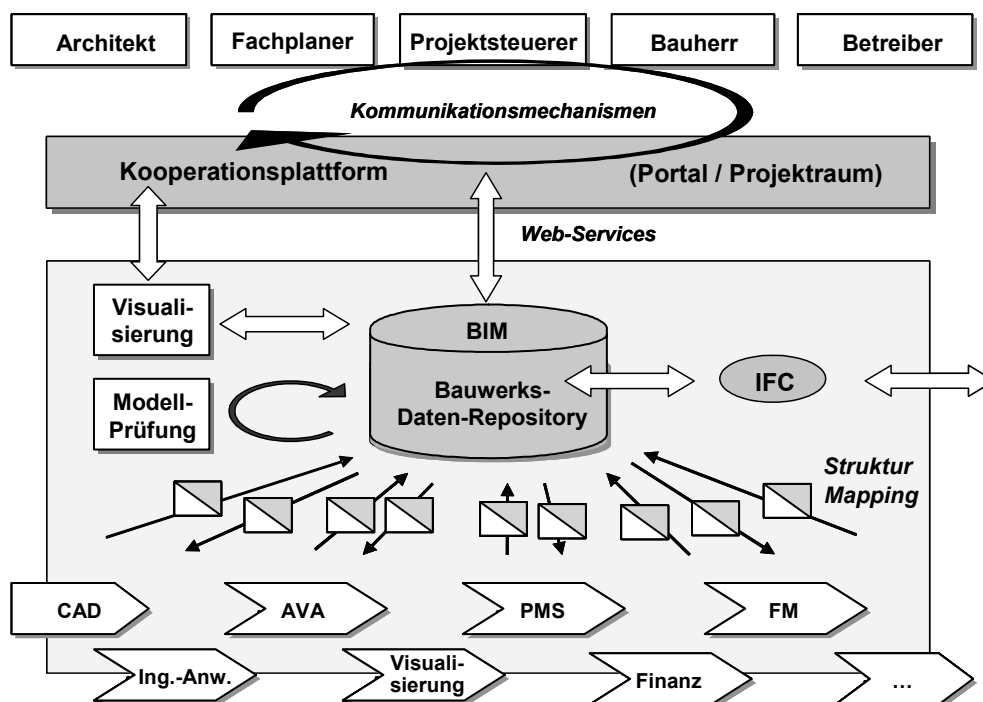 Architekt
Fachplaner
Projektsteuerer
Bauherr
Betreiber
Kommunikationsmechanismen
Kooperationsplattform
(Portal / Projektraum)
Web-Services
Visuali-
sierung
BIM
Bauwerks-
Daten-Repository
IFC
Modell-
Prüfung
Struktur
Mapping
CAD
AVA
PMS
FM
Ing.-Anw.
Visuali-
sierung
Finanz
...